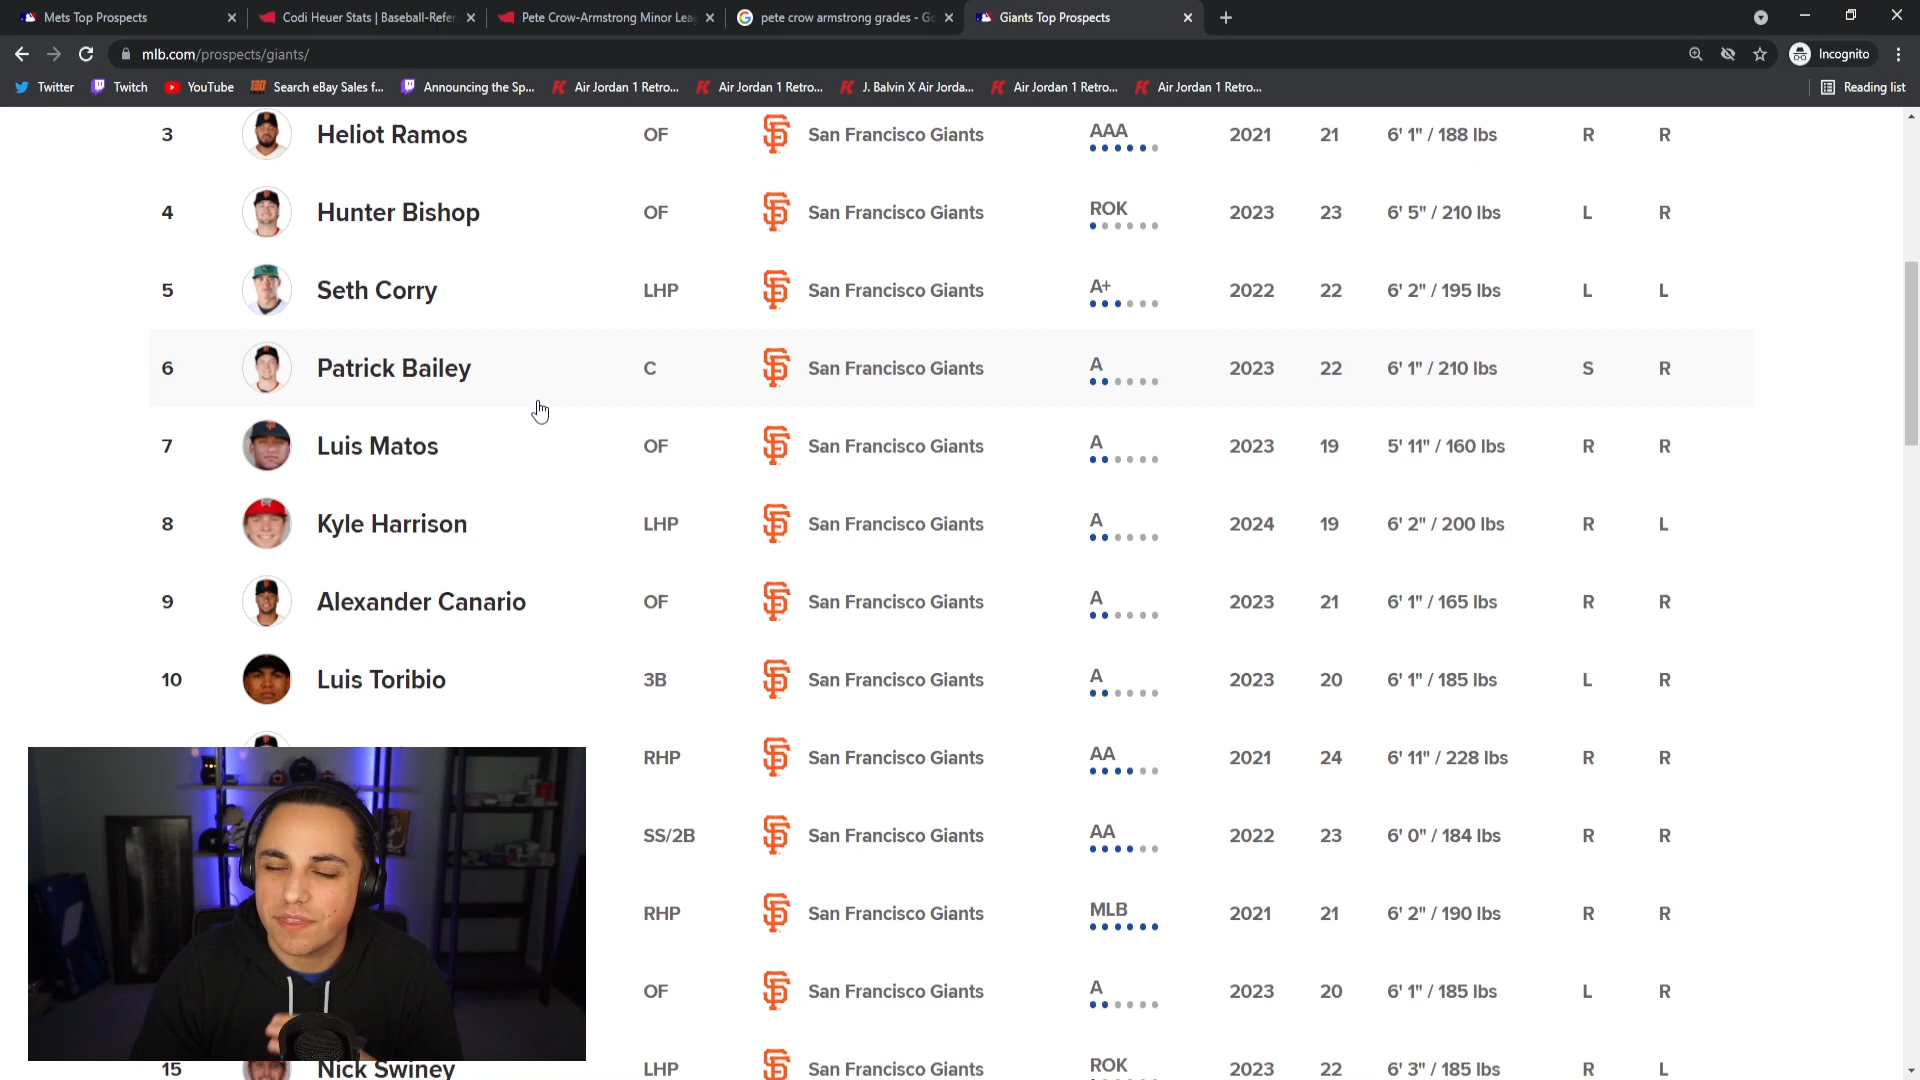 Mets Top Prospects
Codi Heuer Stats | Baseball-Refer
Pete Crow-Armstrong Minor Lea
pete crow armstrong grades - Go
Giants Top Prospects
mlb.com/prospects/giants/
Incognito
Twitter
Twitch
YouTube
Search eBay Sales f...
Announcing the Sp...
Air Jordan 1 Retro...
Air Jordan 1 Retro...
J. Balvin X Air Jorda...
Air Jordan 1 Retro...
Air Jordan 1 Retro...
Reading list
3 Heliot Ramos OF San Francisco Giants AAA 2021 21 6' 1" / 188 lbs R R
4 Hunter Bishop OF San Francisco Giants ROK 2023 23 6' 5" / 210 lbs L R
5 Seth Corry LHP San Francisco Giants A+ 2022 22 6' 2" / 195 lbs L L
6 Patrick Bailey C San Francisco Giants A 2023 22 6' 1" / 210 lbs S R
7 Luis Matos OF San Francisco Giants A 2023 19 5' 11" / 160 lbs R R
8 Kyle Harrison LHP San Francisco Giants A 2024 19 6' 2" / 200 lbs R L
9 Alexander Canario OF San Francisco Giants A 2023 21 6' 1" / 165 lbs R R
10 Luis Toribio 3B San Francisco Giants A 2023 20 6' 1" / 185 lbs L R
RHP San Francisco Giants AA 2021 24 6' 11" / 228 lbs R R
SS/2B San Francisco Giants AA 2022 23 6' 0" / 184 lbs R R
RHP San Francisco Giants MLB 2021 21 6' 2" / 190 lbs R R
OF San Francisco Giants A 2023 20 6' 1" / 185 lbs L R
15 Nick Swiney LHP San Francisco Giants ROK 2023 22 6' 3" / 185 lbs R L